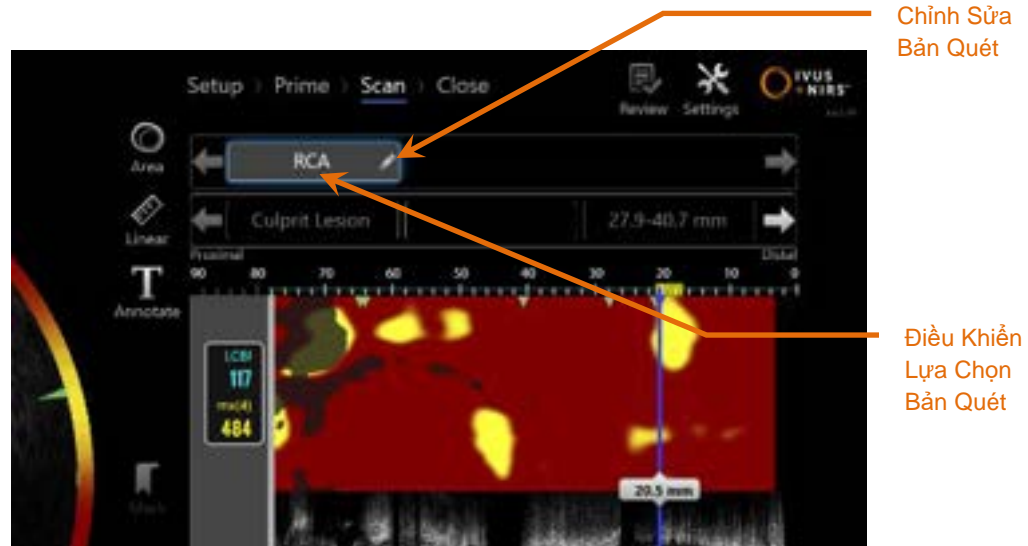 Chỉnh Sửa
Bản Quét
Setup Prime Scan Close
Review Settings
IVUS
+NIRS
Area
RCA
Linear
Culprit Lesion 27.9-40.7 mm
Proximal Distal
90 80 70 60 50 40 30 20 10 0
Annotate
Điều Khiển
Lựa Chọn
Bản Quét
LCBI
117
mx(4)
484
20.5 mm
Mark